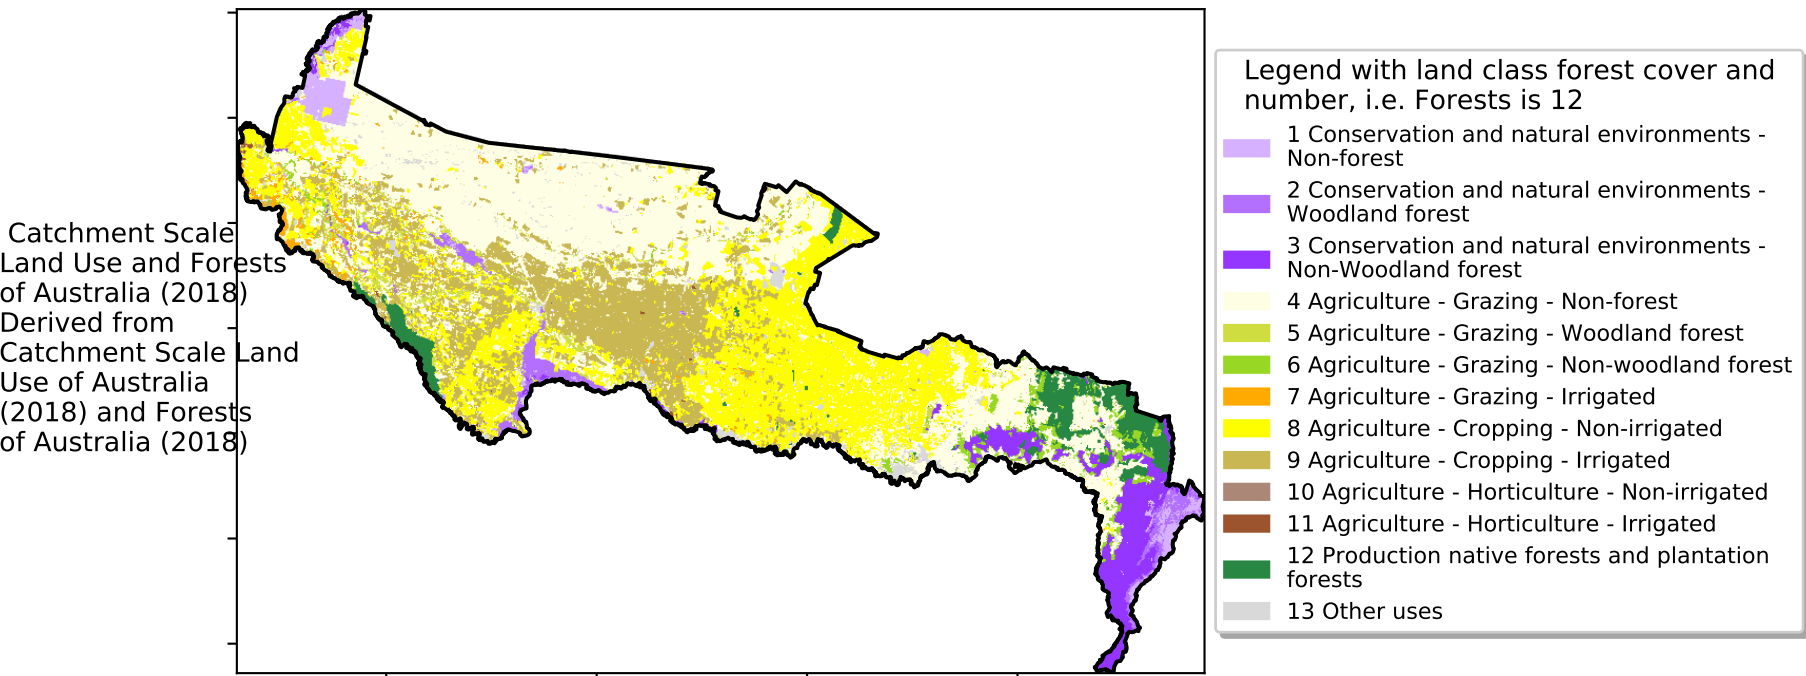 Catchment Scale
Land Use and Forests
of Australia (2018)
Derived from
Catchment Scale Land
Use of Australia
(2018) and Forests
of Australia (2018)
Legend with land class forest cover and
number, i.e. Forests is 12
1 Conservation and natural environments -
Non-forest
2 Conservation and natural environments -
Woodland forest
3 Conservation and natural environments -
Non-Woodland forest
4 Agriculture - Grazing - Non-forest
5 Agriculture - Grazing - Woodland forest
6 Agriculture - Grazing - Non-woodland forest
7 Agriculture - Grazing - Irrigated
8 Agriculture - Cropping - Non-irrigated
9 Agriculture - Cropping - Irrigated
10 Agriculture - Horticulture - Non-irrigated
11 Agriculture - Horticulture - Irrigated
12 Production native forests and plantation
forests
13 Other uses